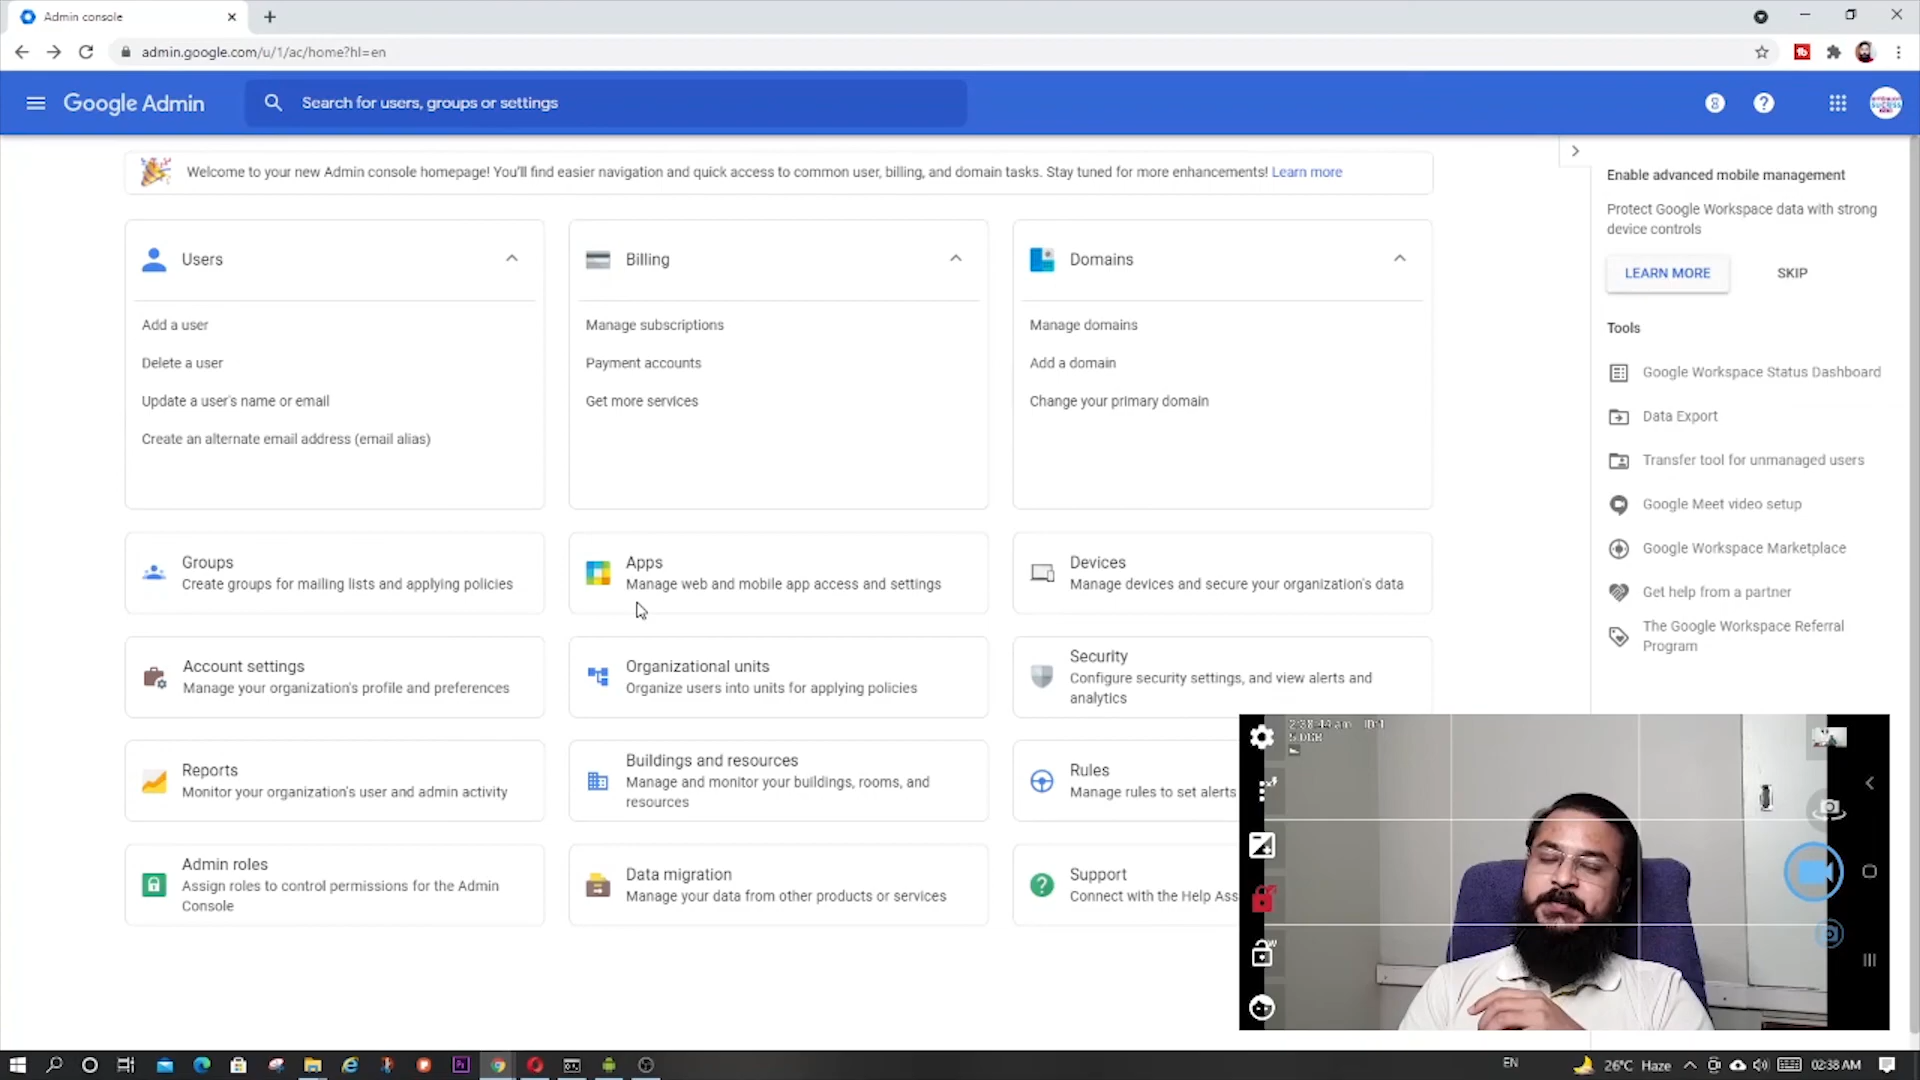 Admin console
admin.google.com/u/1/ac/home?hl=en
Google Admin
Search for users, groups or settings
Welcome to your new Admin console homepage! You'll find easier navigation and quick access to common user, billing, and domain tasks. Stay tuned for more enhancements! Learn more
Users
Add a user
Delete a user
Update a user's name or email
Create an alternate email address (email alias)
Billing
Manage subscriptions
Payment accounts
Get more services
Domains
Manage domains
Add a domain
Change your primary domain
Groups
Create groups for mailing lists and applying policies
Apps
Manage web and mobile app access and settings
Devices
Manage devices and secure your organization's data
Account settings
Manage your organization's profile and preferences
Organizational units
Organize users into units for applying policies
Security
Configure security settings, and view alerts and
analytics
Reports
Monitor your organization's user and admin activity
Buildings and resources
Manage and monitor your buildings, rooms, and
resources
Rules
Manage rules to set alerts
Admin roles
Assign roles to control permissions for the Admin
Console
Data migration
Manage your data from other products or services
Support
Connect with the Help Ass
Enable advanced mobile management
Protect Google Workspace data with strong
device controls
LEARN MORE
SKIP
Tools
Google Workspace Status Dashboard
Data Export
Transfer tool for unmanaged users
Google Meet video setup
Google Workspace Marketplace
Get help from a partner
The Google Workspace Referral
Program
2:38:44 am
EN
26°C Haze
02:38 AM